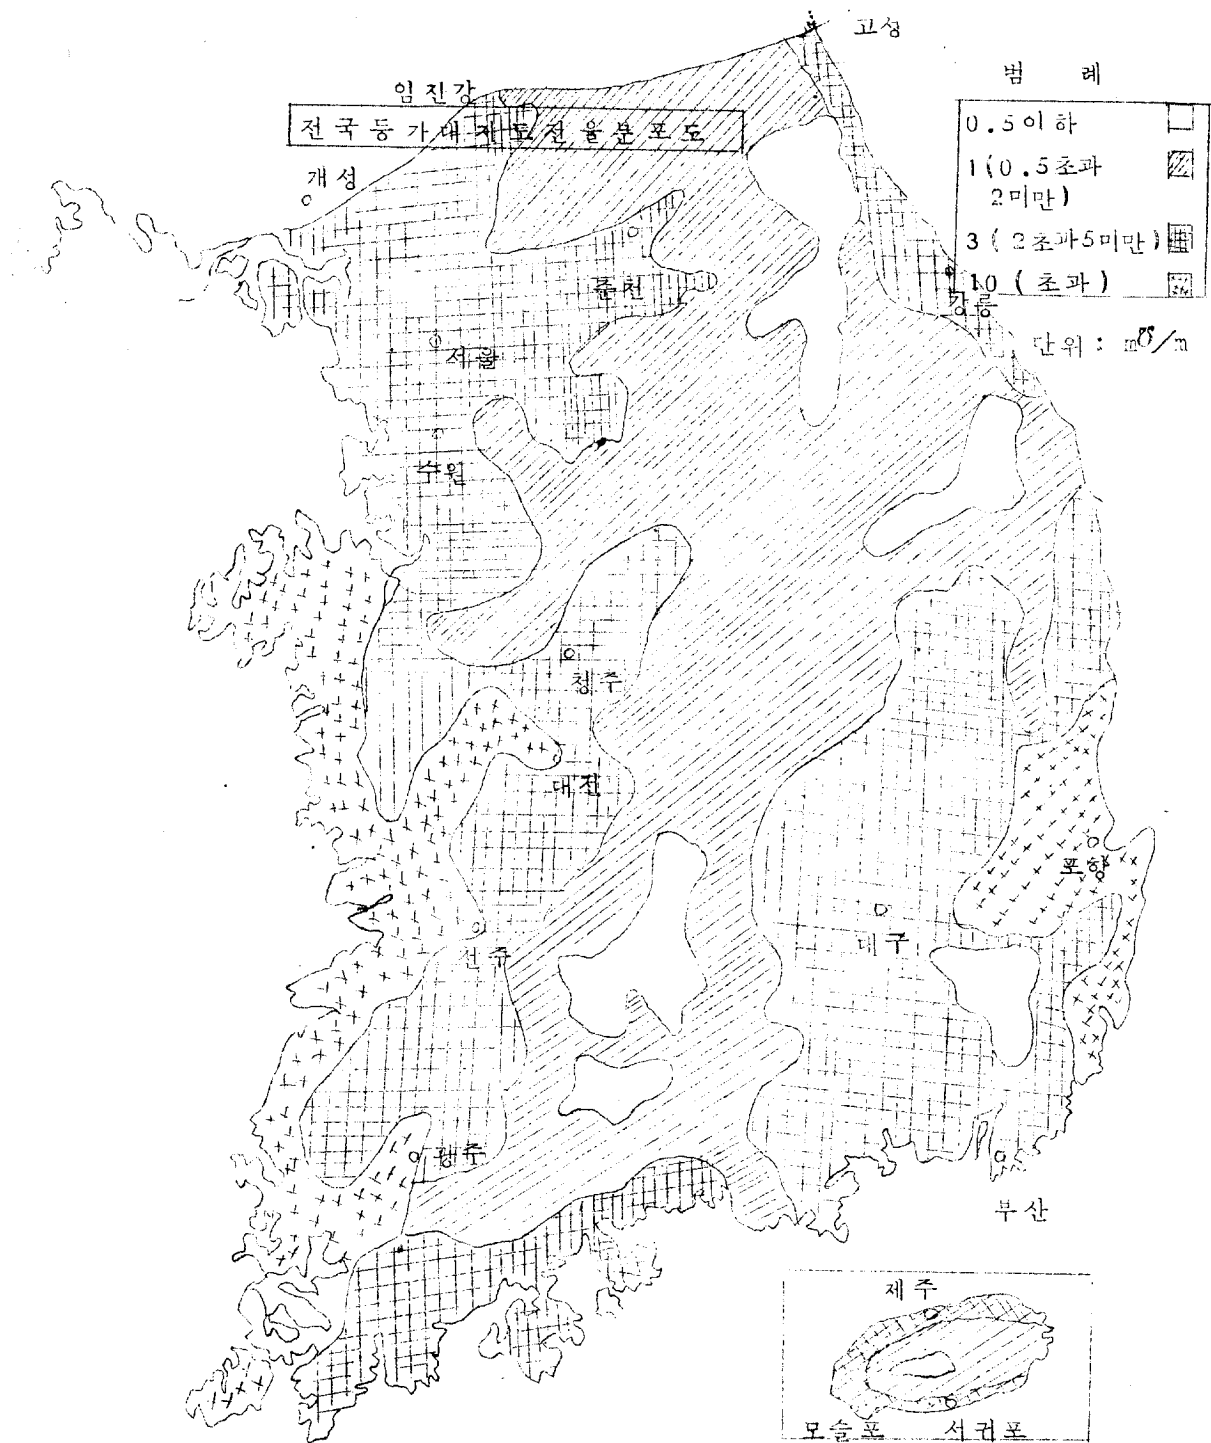 고성
임진강
전국등가대지도전율분포도
개성
범 례
0.5이하
1(0.5초과
2미만)
3(2초과5미만)
10(초과)
단위: m℧/m
춘천
강릉
서울
수원
청주
대전
포향
대구
전주
광주
부산
제주
모슬포 서귀포